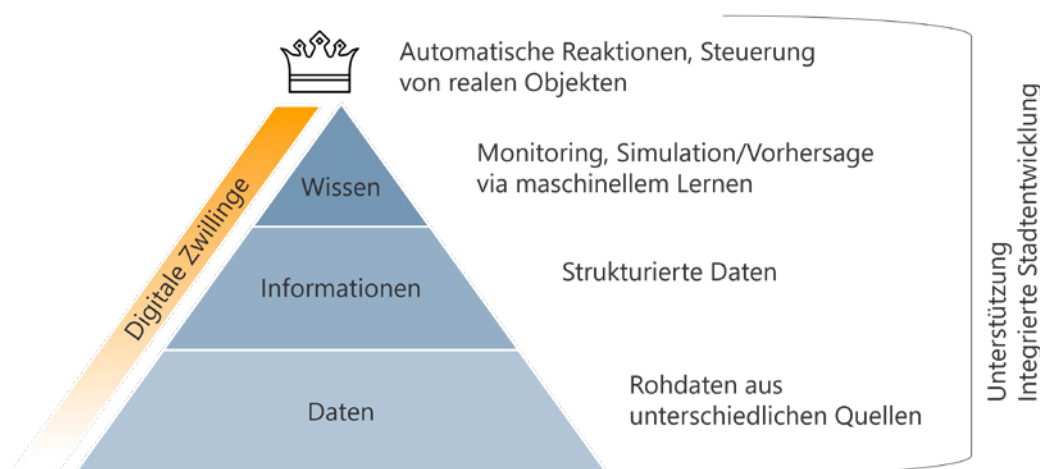 Automatische Reaktionen, Steuerung
von realen Objekten
Monitoring, Simulation/Vorhersage
via maschinellem Lernen
Wissen
Digitale Zwillinge
Strukturierte Daten
Informationen
Rohdaten aus
unterschiedlichen Quellen
Daten
Unterstützung
Integrierte Stadtentwicklung